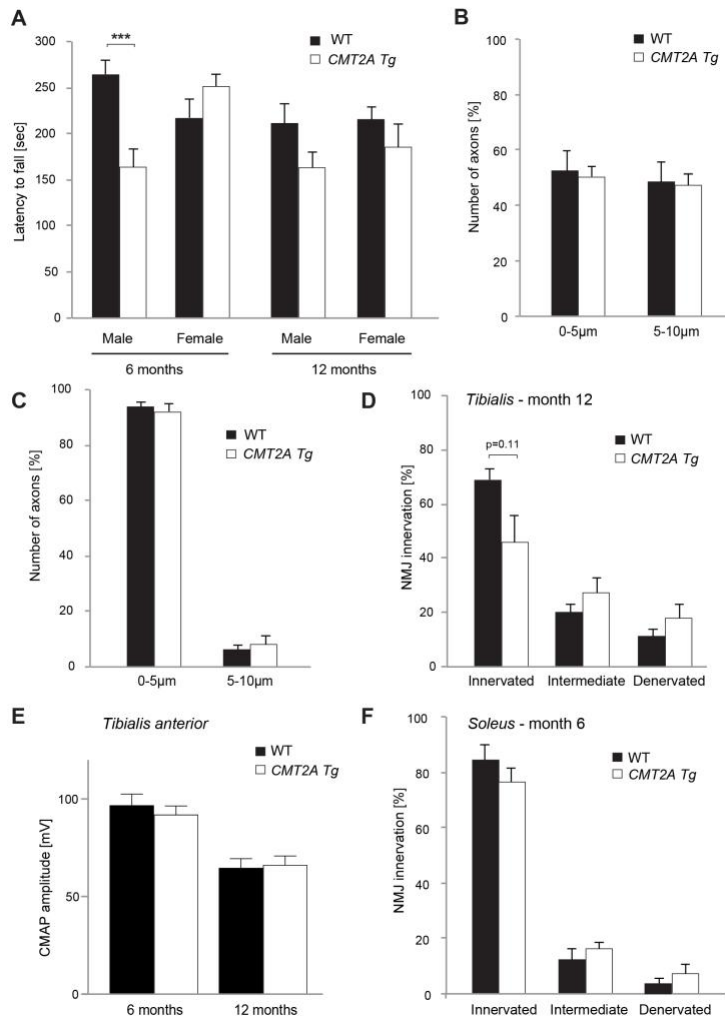 A
WT
CMT2A Tg
***
300
250
200
150
100
50
0
Latency to fall [sec]
Male
Female
Male
Female
6 months
12 months
B
WT
CMT2A Tg
100
80
60
40
20
0
Number of axons [%]
0-5µm
5-10µm
C
WT
CMT2A Tg
100
80
60
40
20
0
Number of axons [%]
0-5µm
5-10µm
D
Tibialis - month 12
WT
CMT2A Tg
p=0.11
100
80
60
40
20
0
NMJ innervation [%]
Innervated
Intermediate
Denervated
E
Tibialis anterior
WT
CMT2A Tg
100
50
0
CMAP amplitude [mV]
6 months
12 months
F
Soleus - month 6
WT
CMT2A Tg
100
80
60
40
20
0
NMJ innervation [%]
Innervated
Intermediate
Denervated